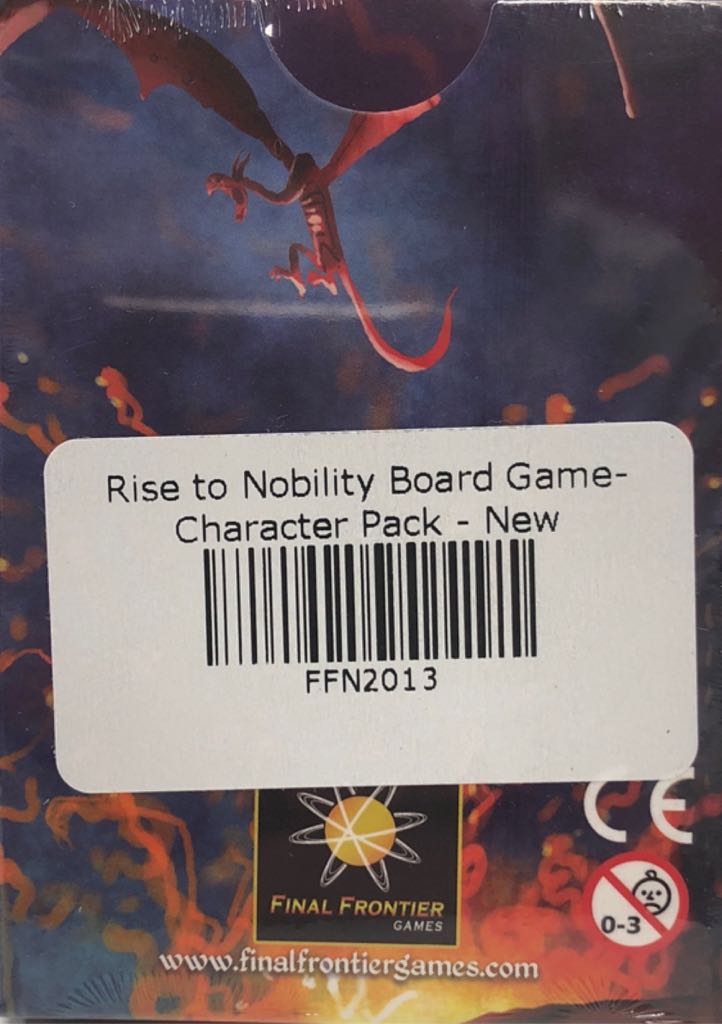 Rise to Nobility Board Game-
Character Pack - New
FFN2013
CE
FINAL FRONTIER
GAMES
0-3
www.finalfrontiergames.com